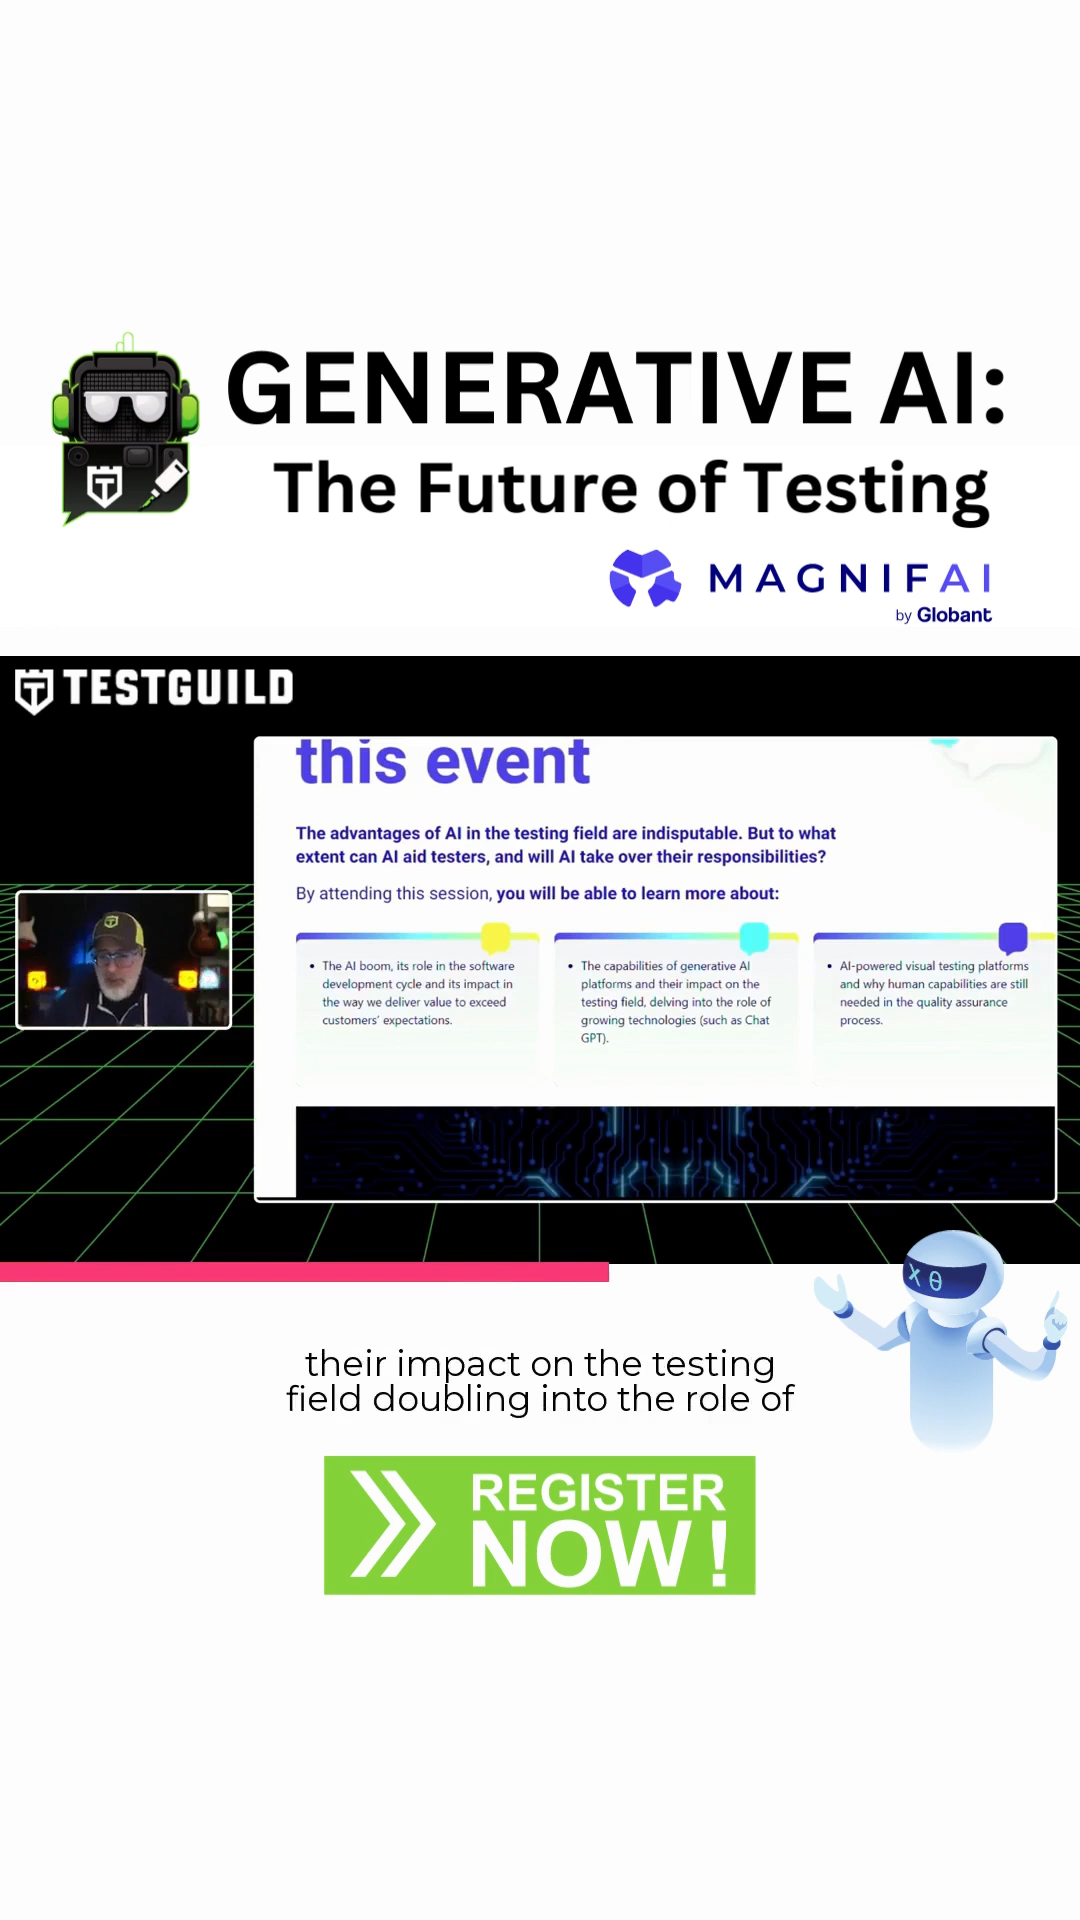 GENERATIVE AI:
The Future of Testing
MAGNIFAI
by Globant
TESTGUILD
this event
The advantages of AI in the testing field are indisputable. But to what
extent can AI aid testers, and will AI take over their responsibilities?
By attending this session, you will be able to learn more about:
• The AI boom, its role in the software
development cycle and its impact in
the way we deliver value to exceed
customers' expectations.
• The capabilities of generative AI
platforms and their impact on the
testing field, delving into the role of
growing technologies (such as Chat
GPT).
• AI-powered visual testing platforms
and why human capabilities are still
needed in the quality assurance
process.
their impact on the testing
field doubling into the role of
REGISTER
NOW!